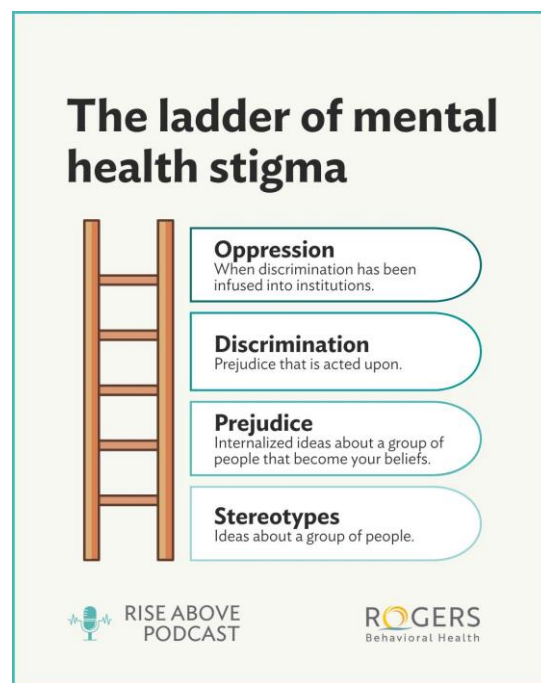 The ladder of mental
health stigma
Oppression
When discrimination has been
infused into institutions.
Discrimination
Prejudice that is acted upon.
Prejudice
Internalized ideas about a group of
people that become your beliefs.
Stereotypes
Ideas about a group of people.
RISE ABOVE
PODCAST
ROGERS
Behavioral Health